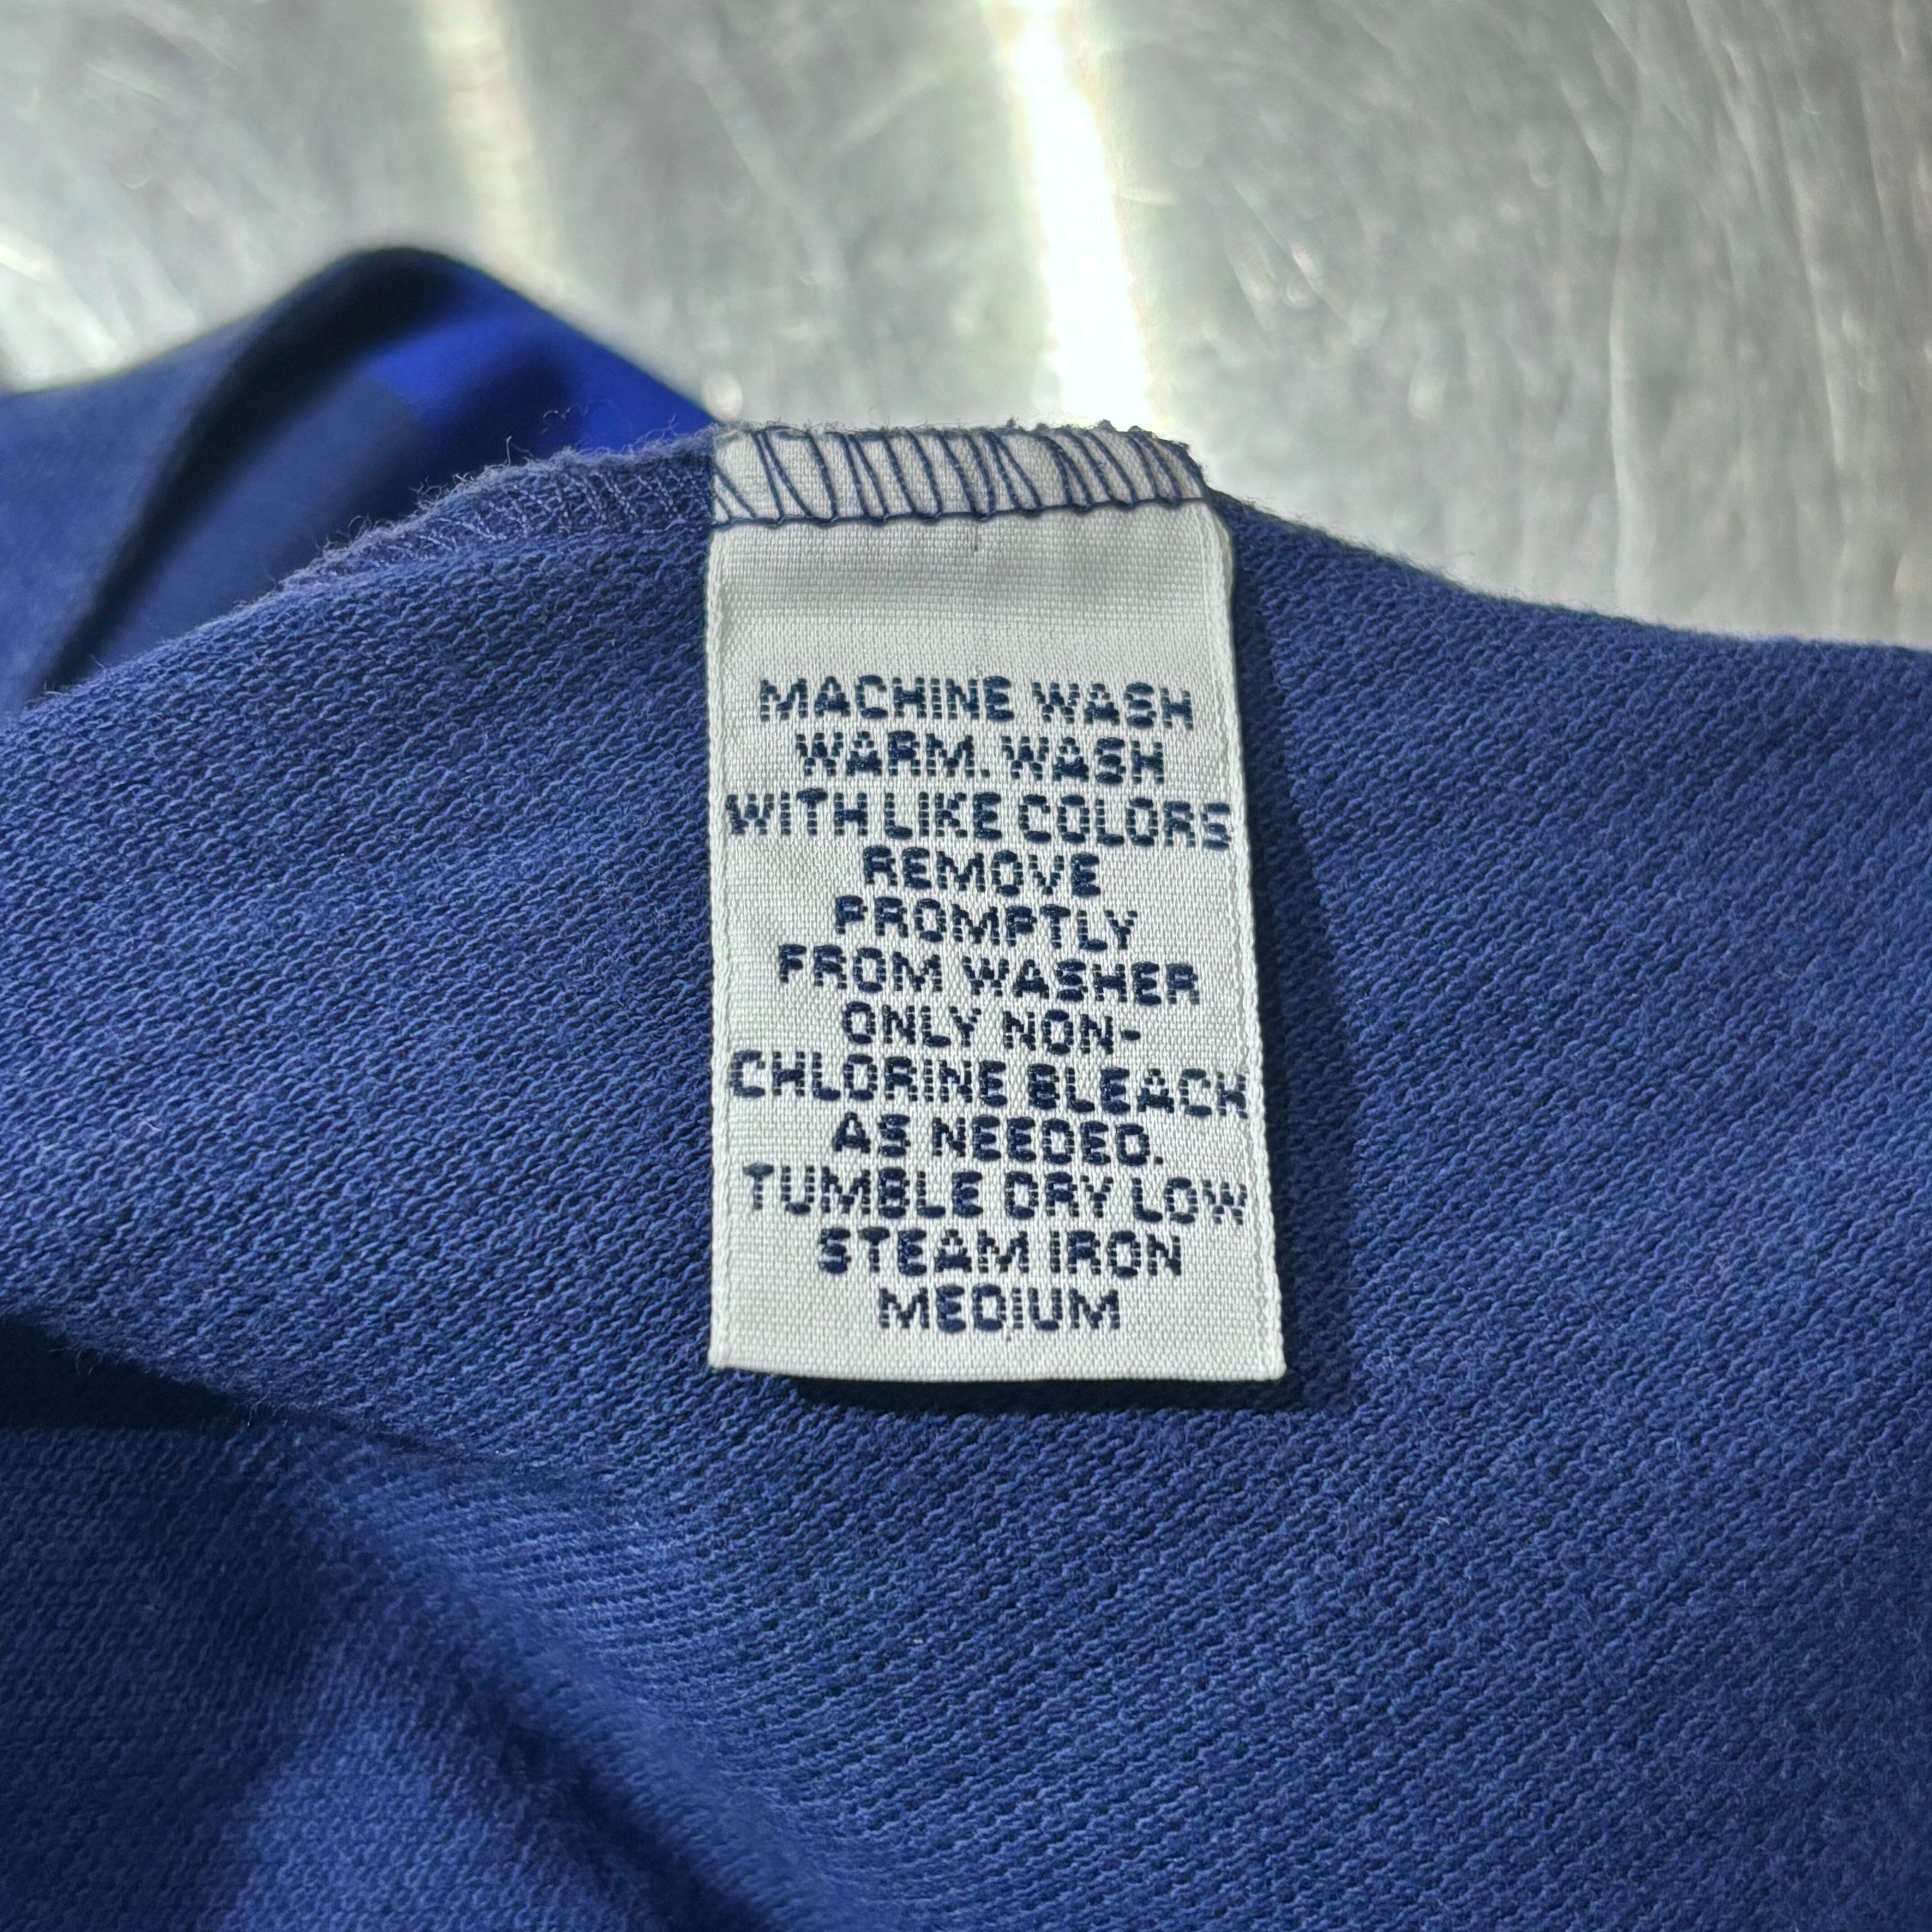 MACHINE WASH
WARM. WASH
WITH LIKE COLORS
REMOVE
PROMPTLY
FROM WASHER
ONLY NON-
CHLORINE BLEACH
AS NEEDED.
TUMBLE DRY LOW
STEAM IRON
MEDIUM